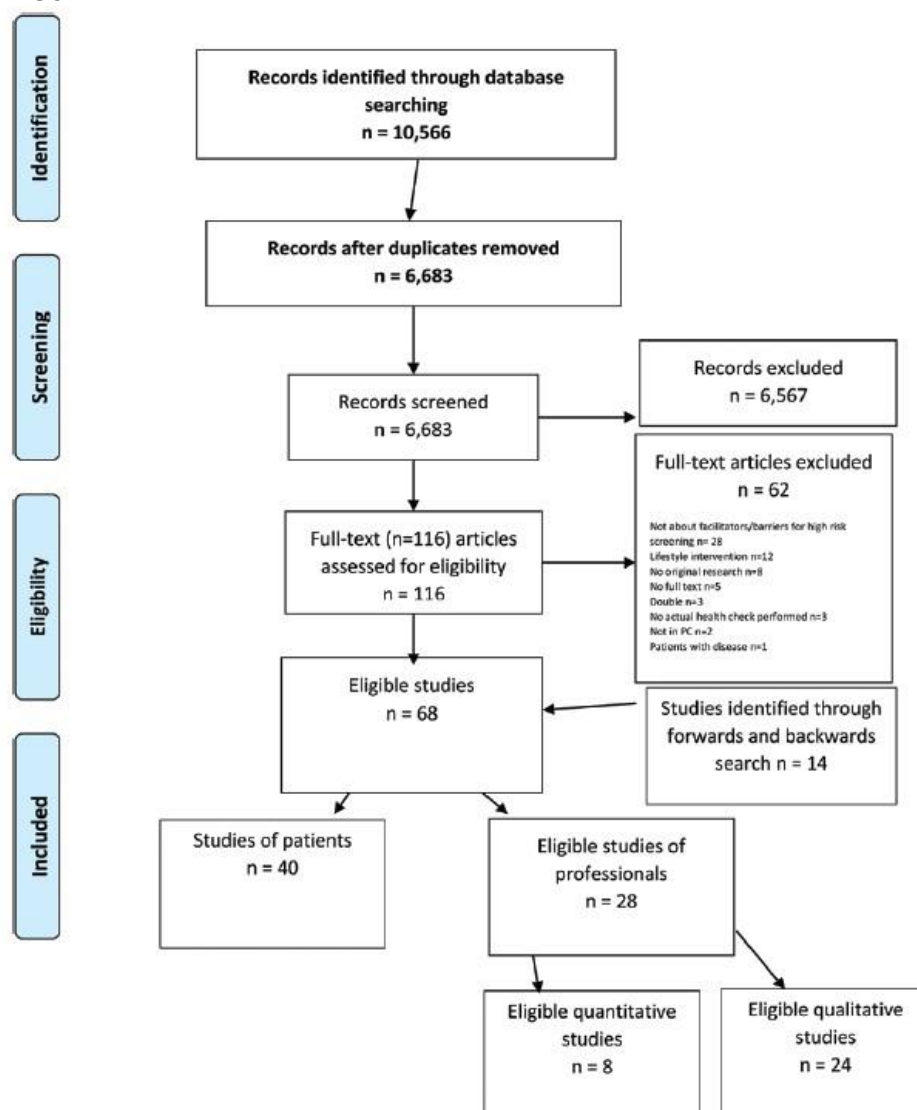 Identification
Records identified through database
searching
n = 10,566
Records after duplicates removed
n = 6,683
Screening
Records screened
n = 6,683
Records excluded
n = 6,567
Full-text articles excluded
n = 62
Not about facilitators/barriers for high risk
screening n= 28
Lifestyle intervention n=12
No original research n=8
No full text n=5
Double n=3
No actual health check performed n=3
Not in PC n=2
Patients with disease n=1
Eligibility
Full-text (n=116) articles
assessed for eligibility
n = 116
Eligible studies
n = 68
Studies identified through
forwards and backwards
search n = 14
Included
Studies of patients
n = 40
Eligible studies of
professionals
n = 28
Eligible quantitative
studies
n = 8
Eligible qualitative
studies
n = 24